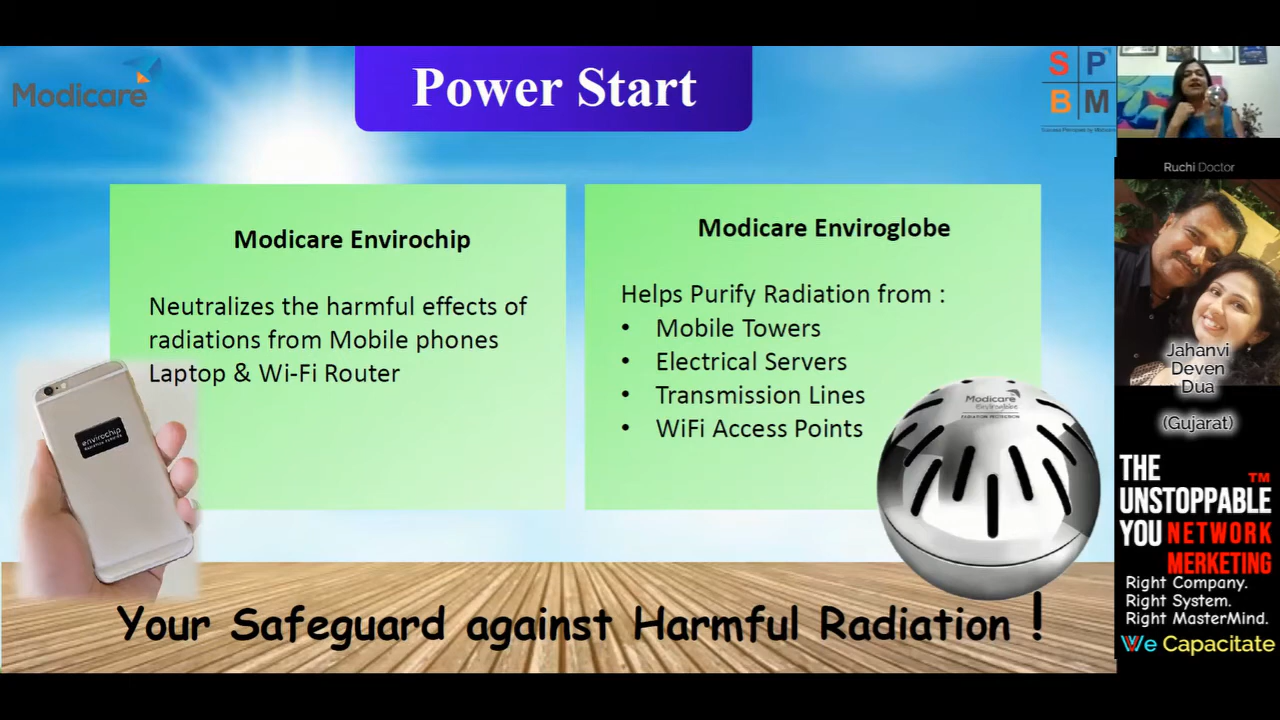 Modicare
Power Start
S P
B M
Modicare Envirochip
Neutralizes the harmful effects of
radiations from Mobile phones
Laptop & Wi-Fi Router
envirochip
Modicare Enviroglobe
Helps Purify Radiation from :
• Mobile Towers
• Electrical Servers
• Transmission Lines
• WiFi Access Points
Modicare
Enviroglobe
Your Safeguard against Harmful Radiation !
Ruchi Doctor
Jahanvi
Deven
Dua
(Gujarat)
THE
UNSTOPPABLE
YOU NETWORK
MERKETING
TM
Right Company.
Right System.
Right MasterMind.
We Capacitate